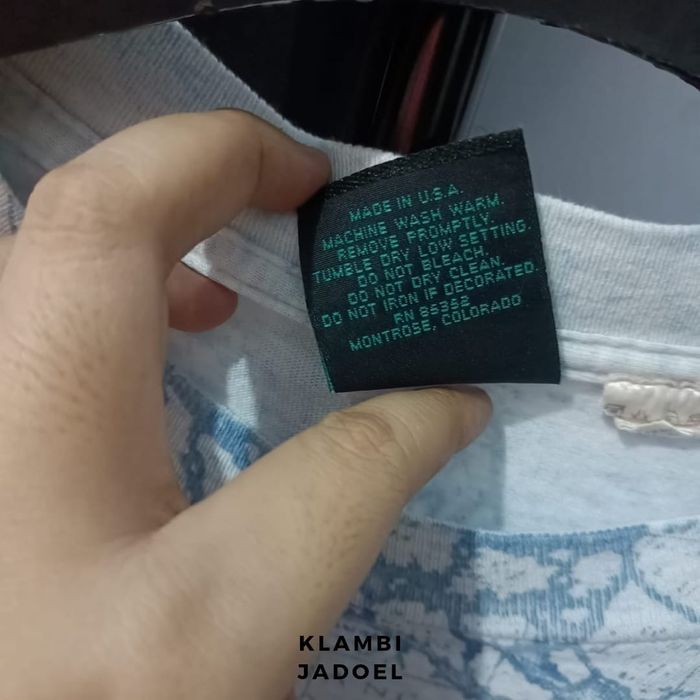 MADE IN U.S.A.
MACHINE WASH WARM.
REMOVE PROMPTLY.
TUMBLE DRY LOW SETTING.
DO NOT BLEACH.
DO NOT DRY CLEAN.
DO NOT IRON IF DECORATED.
RN 85352
MONTROSE, COLORADO
KLAMBI
JADOEL